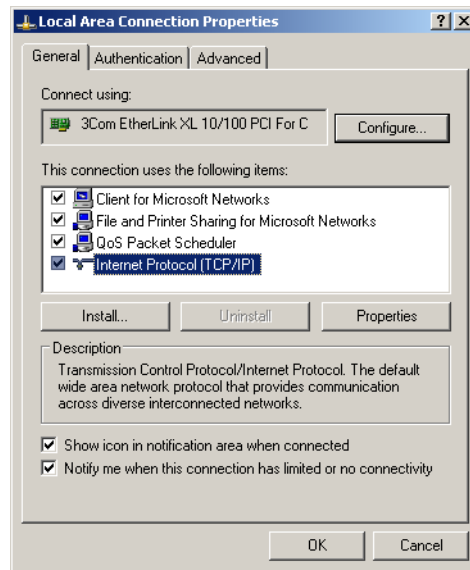 Local Area Connection Properties
General Authentication Advanced
Connect using:
3Com EtherLink XL 10/100 PCI For C
Configure...
This connection uses the following items:
Client for Microsoft Networks
File and Printer Sharing for Microsoft Networks
QoS Packet Scheduler
Internet Protocol (TCP/IP)
Install... Uninstall Properties
Description
Transmission Control Protocol/Internet Protocol. The default
wide area network protocol that provides communication
across diverse interconnected networks.
Show icon in notification area when connected
Notify me when this connection has limited or no connectivity
OK Cancel